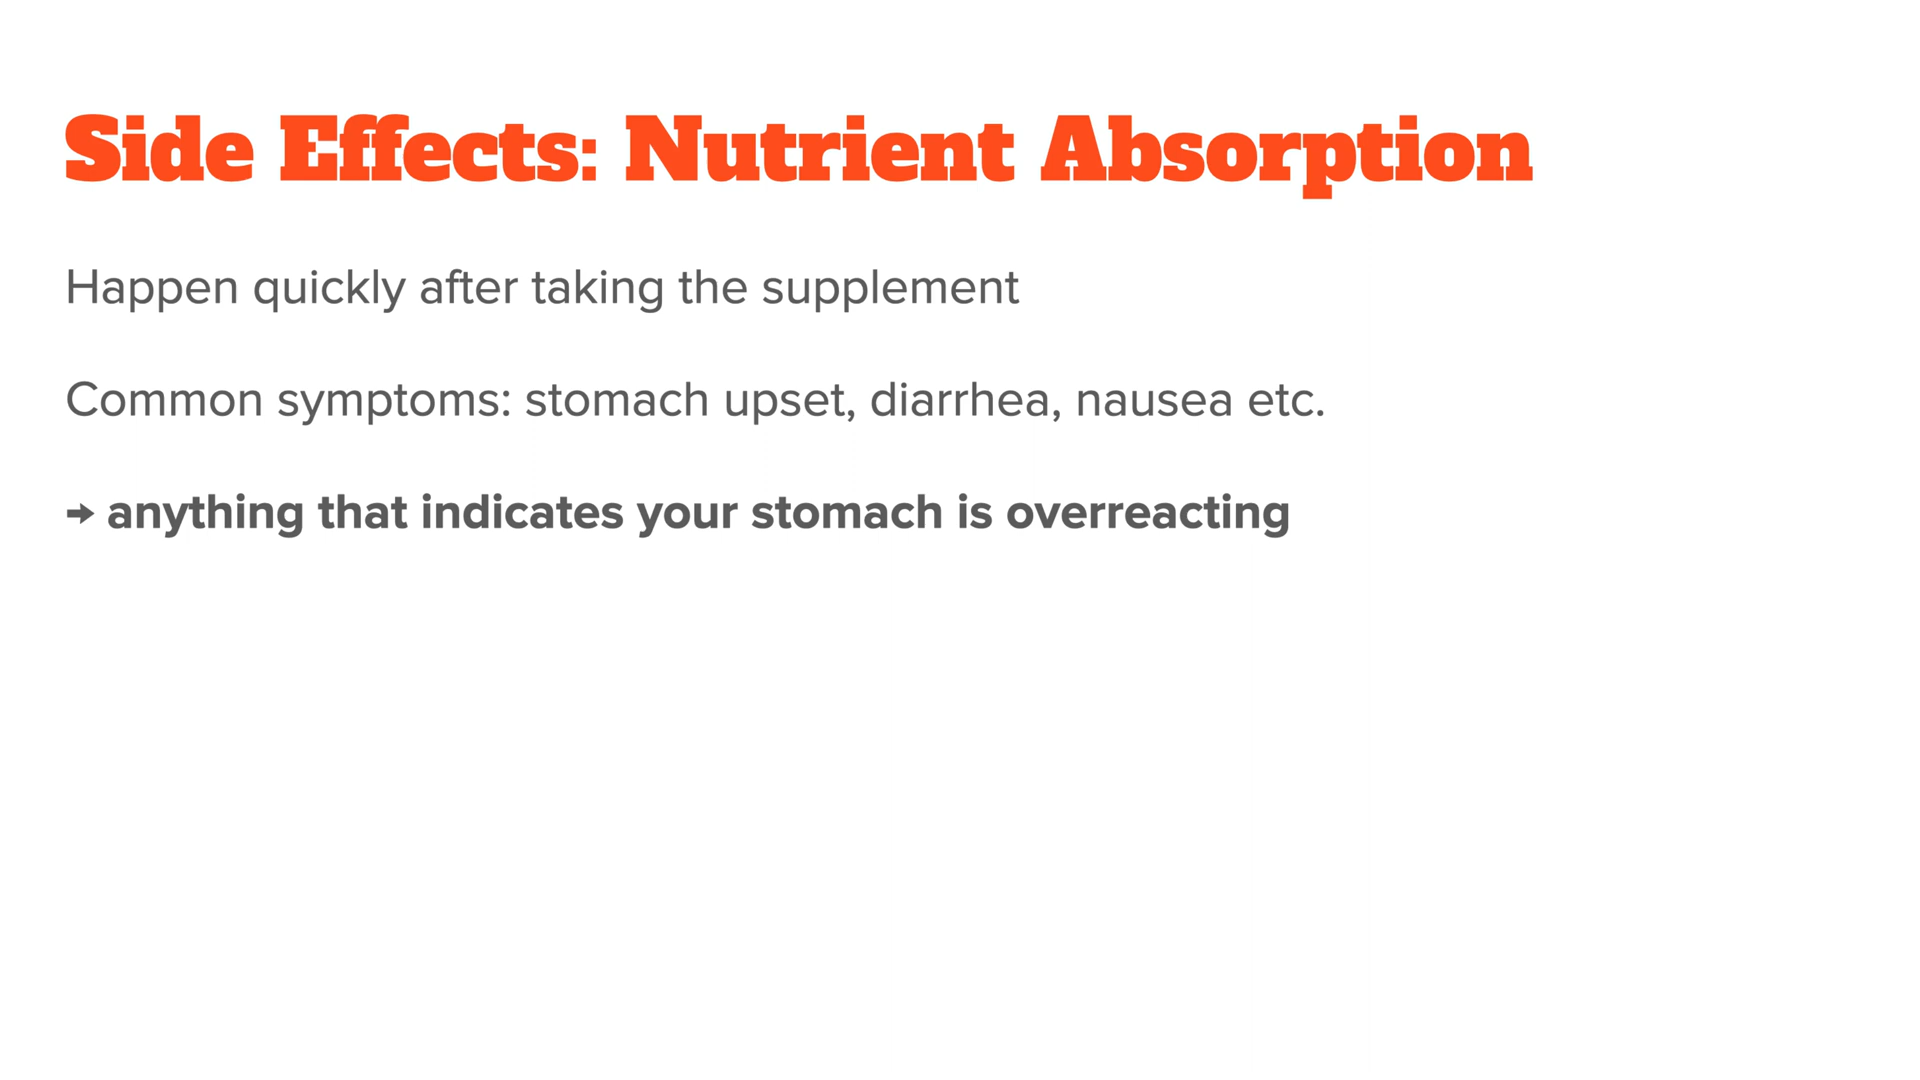 Side Effects: Nutrient Absorption
Happen quickly after taking the supplement
Common symptoms: stomach upset, diarrhea, nausea etc.
→ anything that indicates your stomach is overreacting